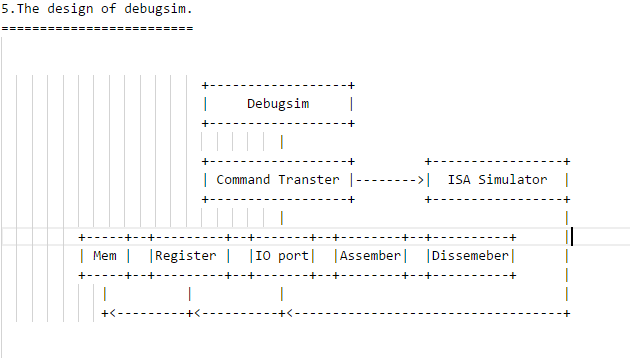 5.The design of debugsim.
=========================
Debugsim
Command Transter
ISA Simulator
Mem
Register
IO port
Assember
Dissemeber